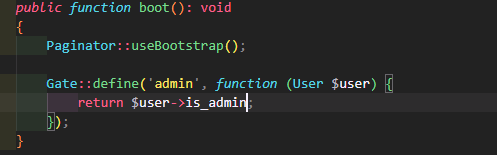 public function boot(): void
{
    Paginator::useBootstrap();

    Gate::define('admin', function (User $user) {
        return $user->is_admin;
    });
}